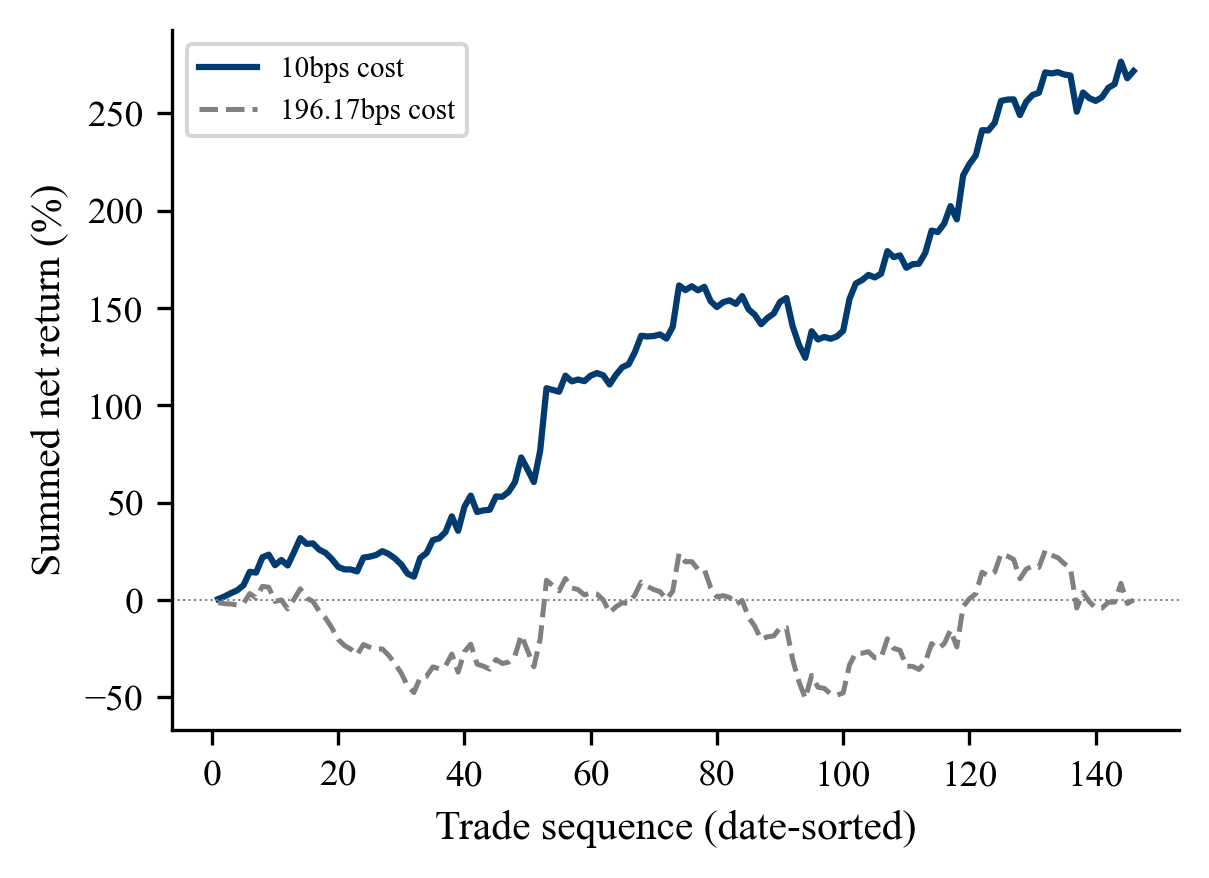 10bps cost
196.17bps cost
Summed net return (%)
250
200
150
100
50
0
−50
0 20 40 60 80 100 120 140
Trade sequence (date-sorted)